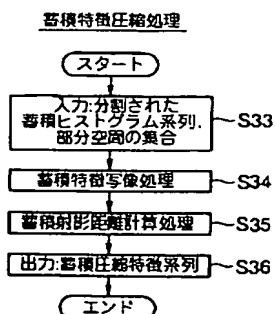 蓄積特徴圧縮処理
スタート
入力:分割された
蓄積ヒストグラム系列,
部分空間の集合
S33
蓄積特徴写像処理
S34
蓄積射影距離計算処理
S35
出力:蓄積圧縮特徴系列
S36
エンド